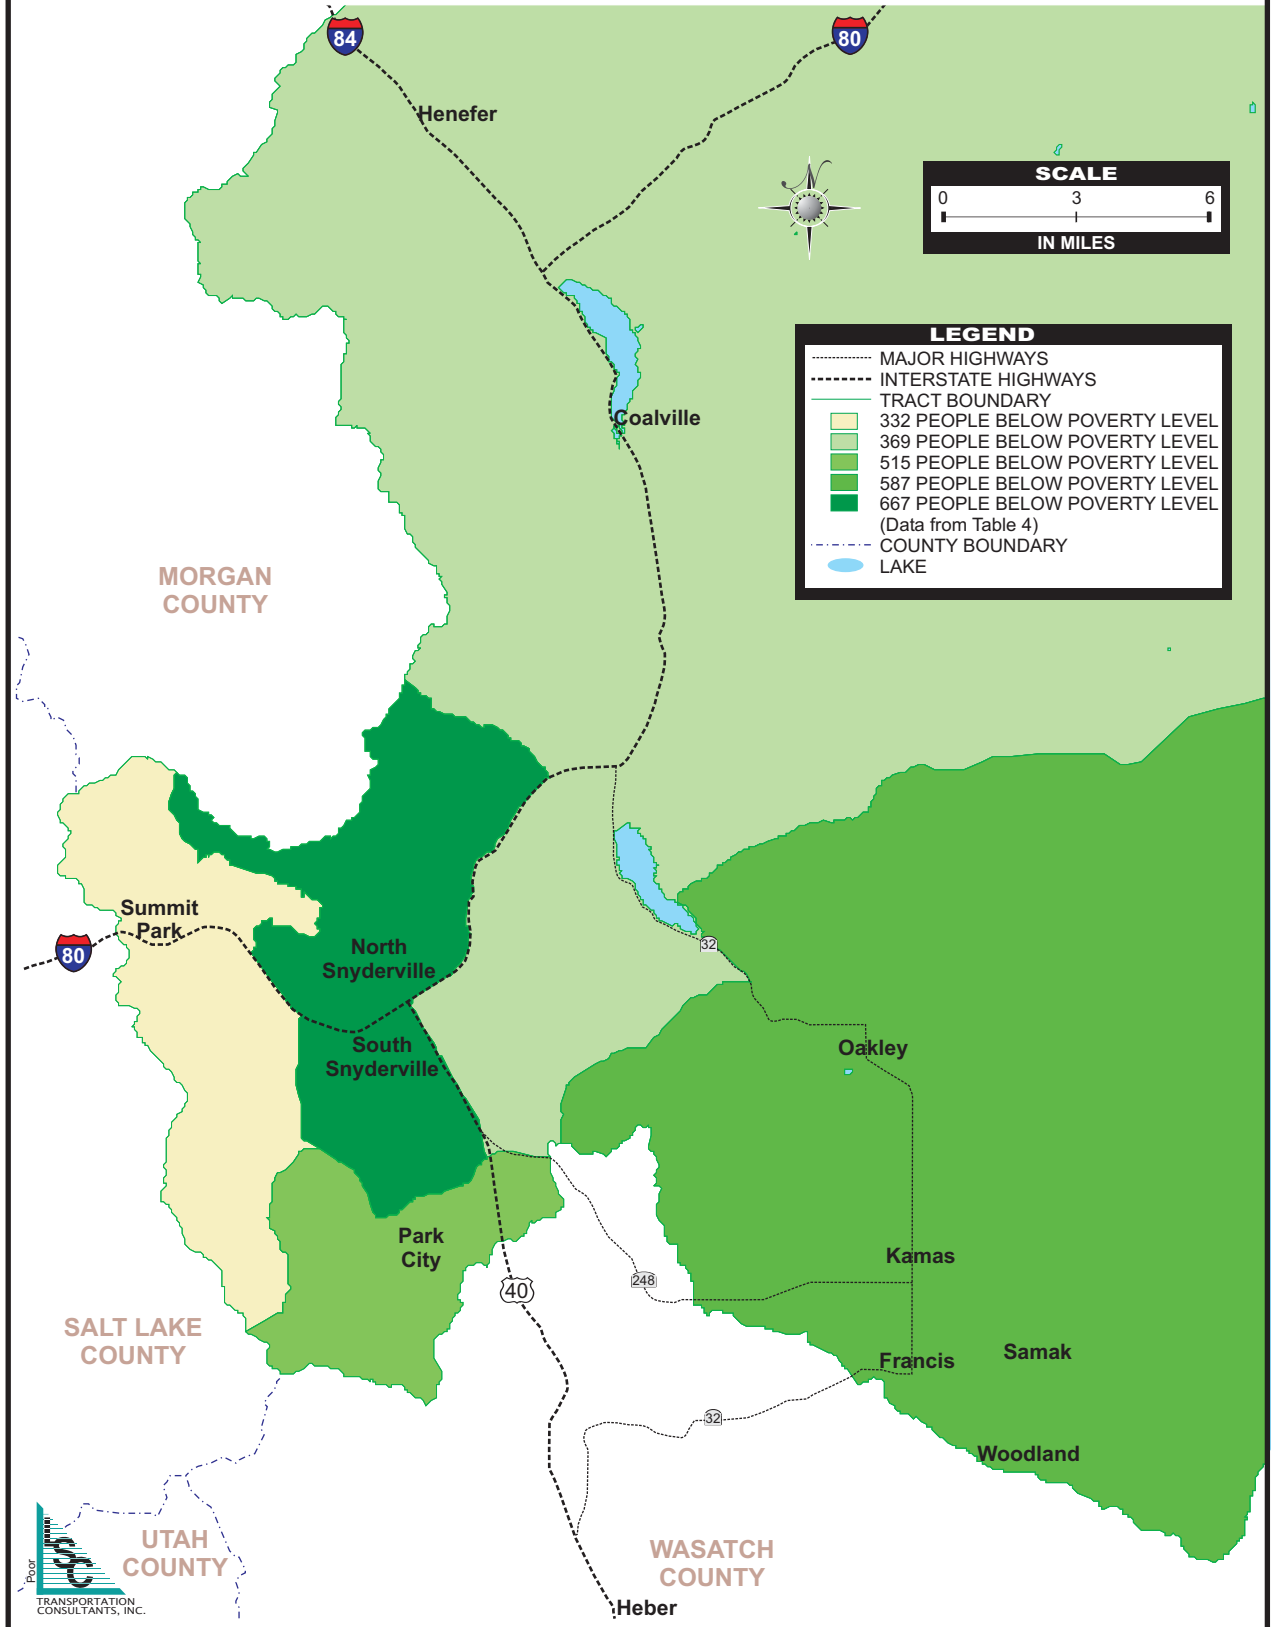 84
80
Henefer
N
SCALE
0 3 6
IN MILES
LEGEND
MAJOR HIGHWAYS
INTERSTATE HIGHWAYS
TRACT BOUNDARY
332 PEOPLE BELOW POVERTY LEVEL
369 PEOPLE BELOW POVERTY LEVEL
515 PEOPLE BELOW POVERTY LEVEL
587 PEOPLE BELOW POVERTY LEVEL
667 PEOPLE BELOW POVERTY LEVEL
(Data from Table 4)
COUNTY BOUNDARY
LAKE
Coalville
MORGAN
COUNTY
Summit
Park
80
North
Snyderville
32
South
Snyderville
Oakley
Park
City
Kamas
248
40
SALT LAKE
COUNTY
Francis
Samak
32
Woodland
UTAH
COUNTY
WASATCH
COUNTY
Heber
Poor
LSC
TRANSPORTATION
CONSULTANTS, INC.